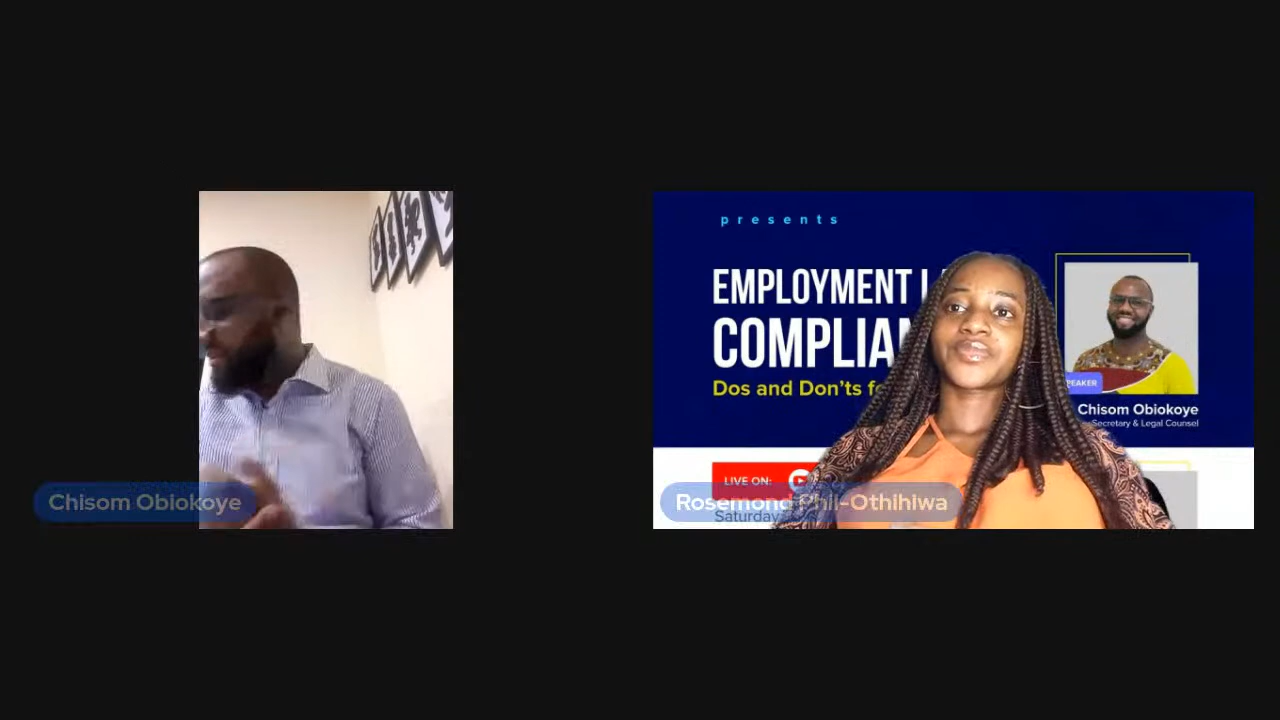 presents
EMPLOYMENT
COMPLIAN
Dos and Don'ts
PEAKER
Chisom Obiokoye
Secretary & Legal Counsel
LIVE ON:
Saturday
Chisom Obiokoye
Rosemond Phil-Othihiwa